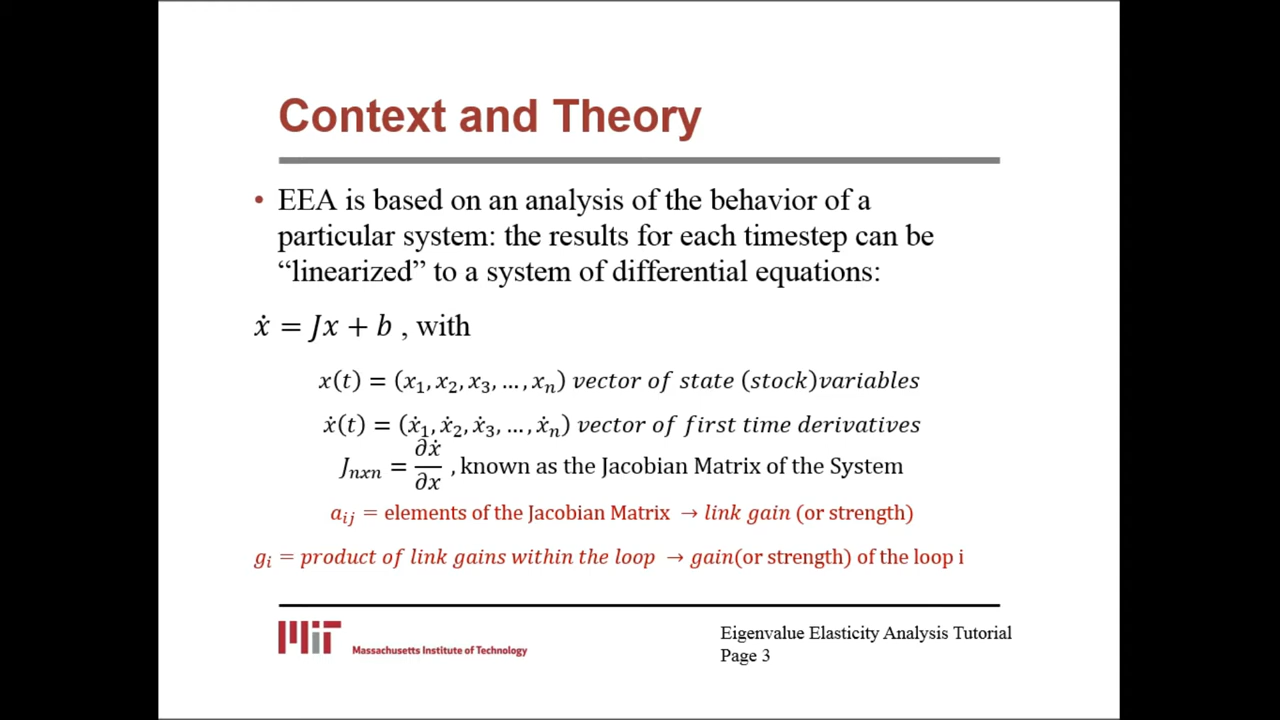 Context and Theory
• EEA is based on an analysis of the behavior of a
particular system: the results for each timestep can be
“linearized” to a system of differential equations:
ẋ = Jx + b , with
x(t) = (x₁, x₂, x₃, … , xₙ) vector of state (stock)variables
ẋ(t) = (ẋ₁, ẋ₂, ẋ₃, … , ẋₙ) vector of first time derivatives
Jₙₓₙ = ∂ẋ/∂x , known as the Jacobian Matrix of the System
aᵢⱼ = elements of the Jacobian Matrix → link gain (or strength)
gᵢ = product of link gains within the loop → gain(or strength) of the loop i
MIT Massachusetts Institute of Technology
Eigenvalue Elasticity Analysis Tutorial
Page 3